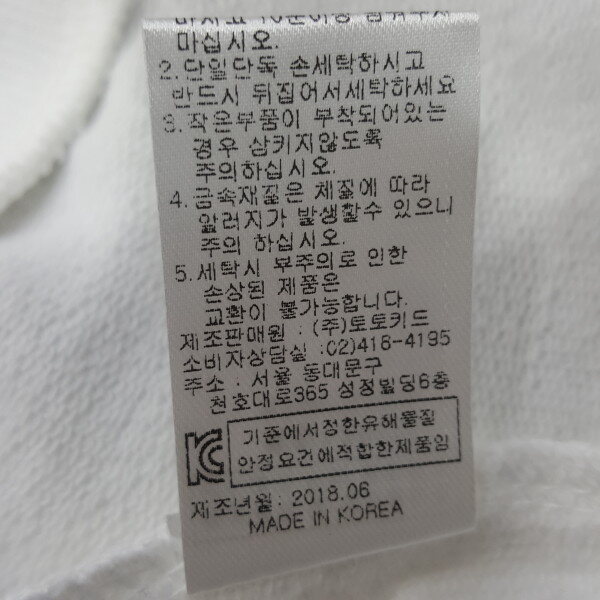 마십시오.
2.단일단독 손세탁하시고
반드시 뒤집어서세탁하세요
3.작은부품이 부착되어있는
경우 삼키지않도록
주의하십시오.
4.금속재질은 체질에 따라
알러지가 발생할수 있으니
주의 하십시오.
5.세탁시 부주의로 인한
손상된 제품은
교환이 불가능합니다.
제조판매원 : (주)토토키드
소비자상담실 :02)418-4195
주소 : 서울 동대문구
천호대로365 성정빌딩6층
기준에서정한유해물질
안정요건에적합한제품임
제조년월: 2018.06
MADE IN KOREA